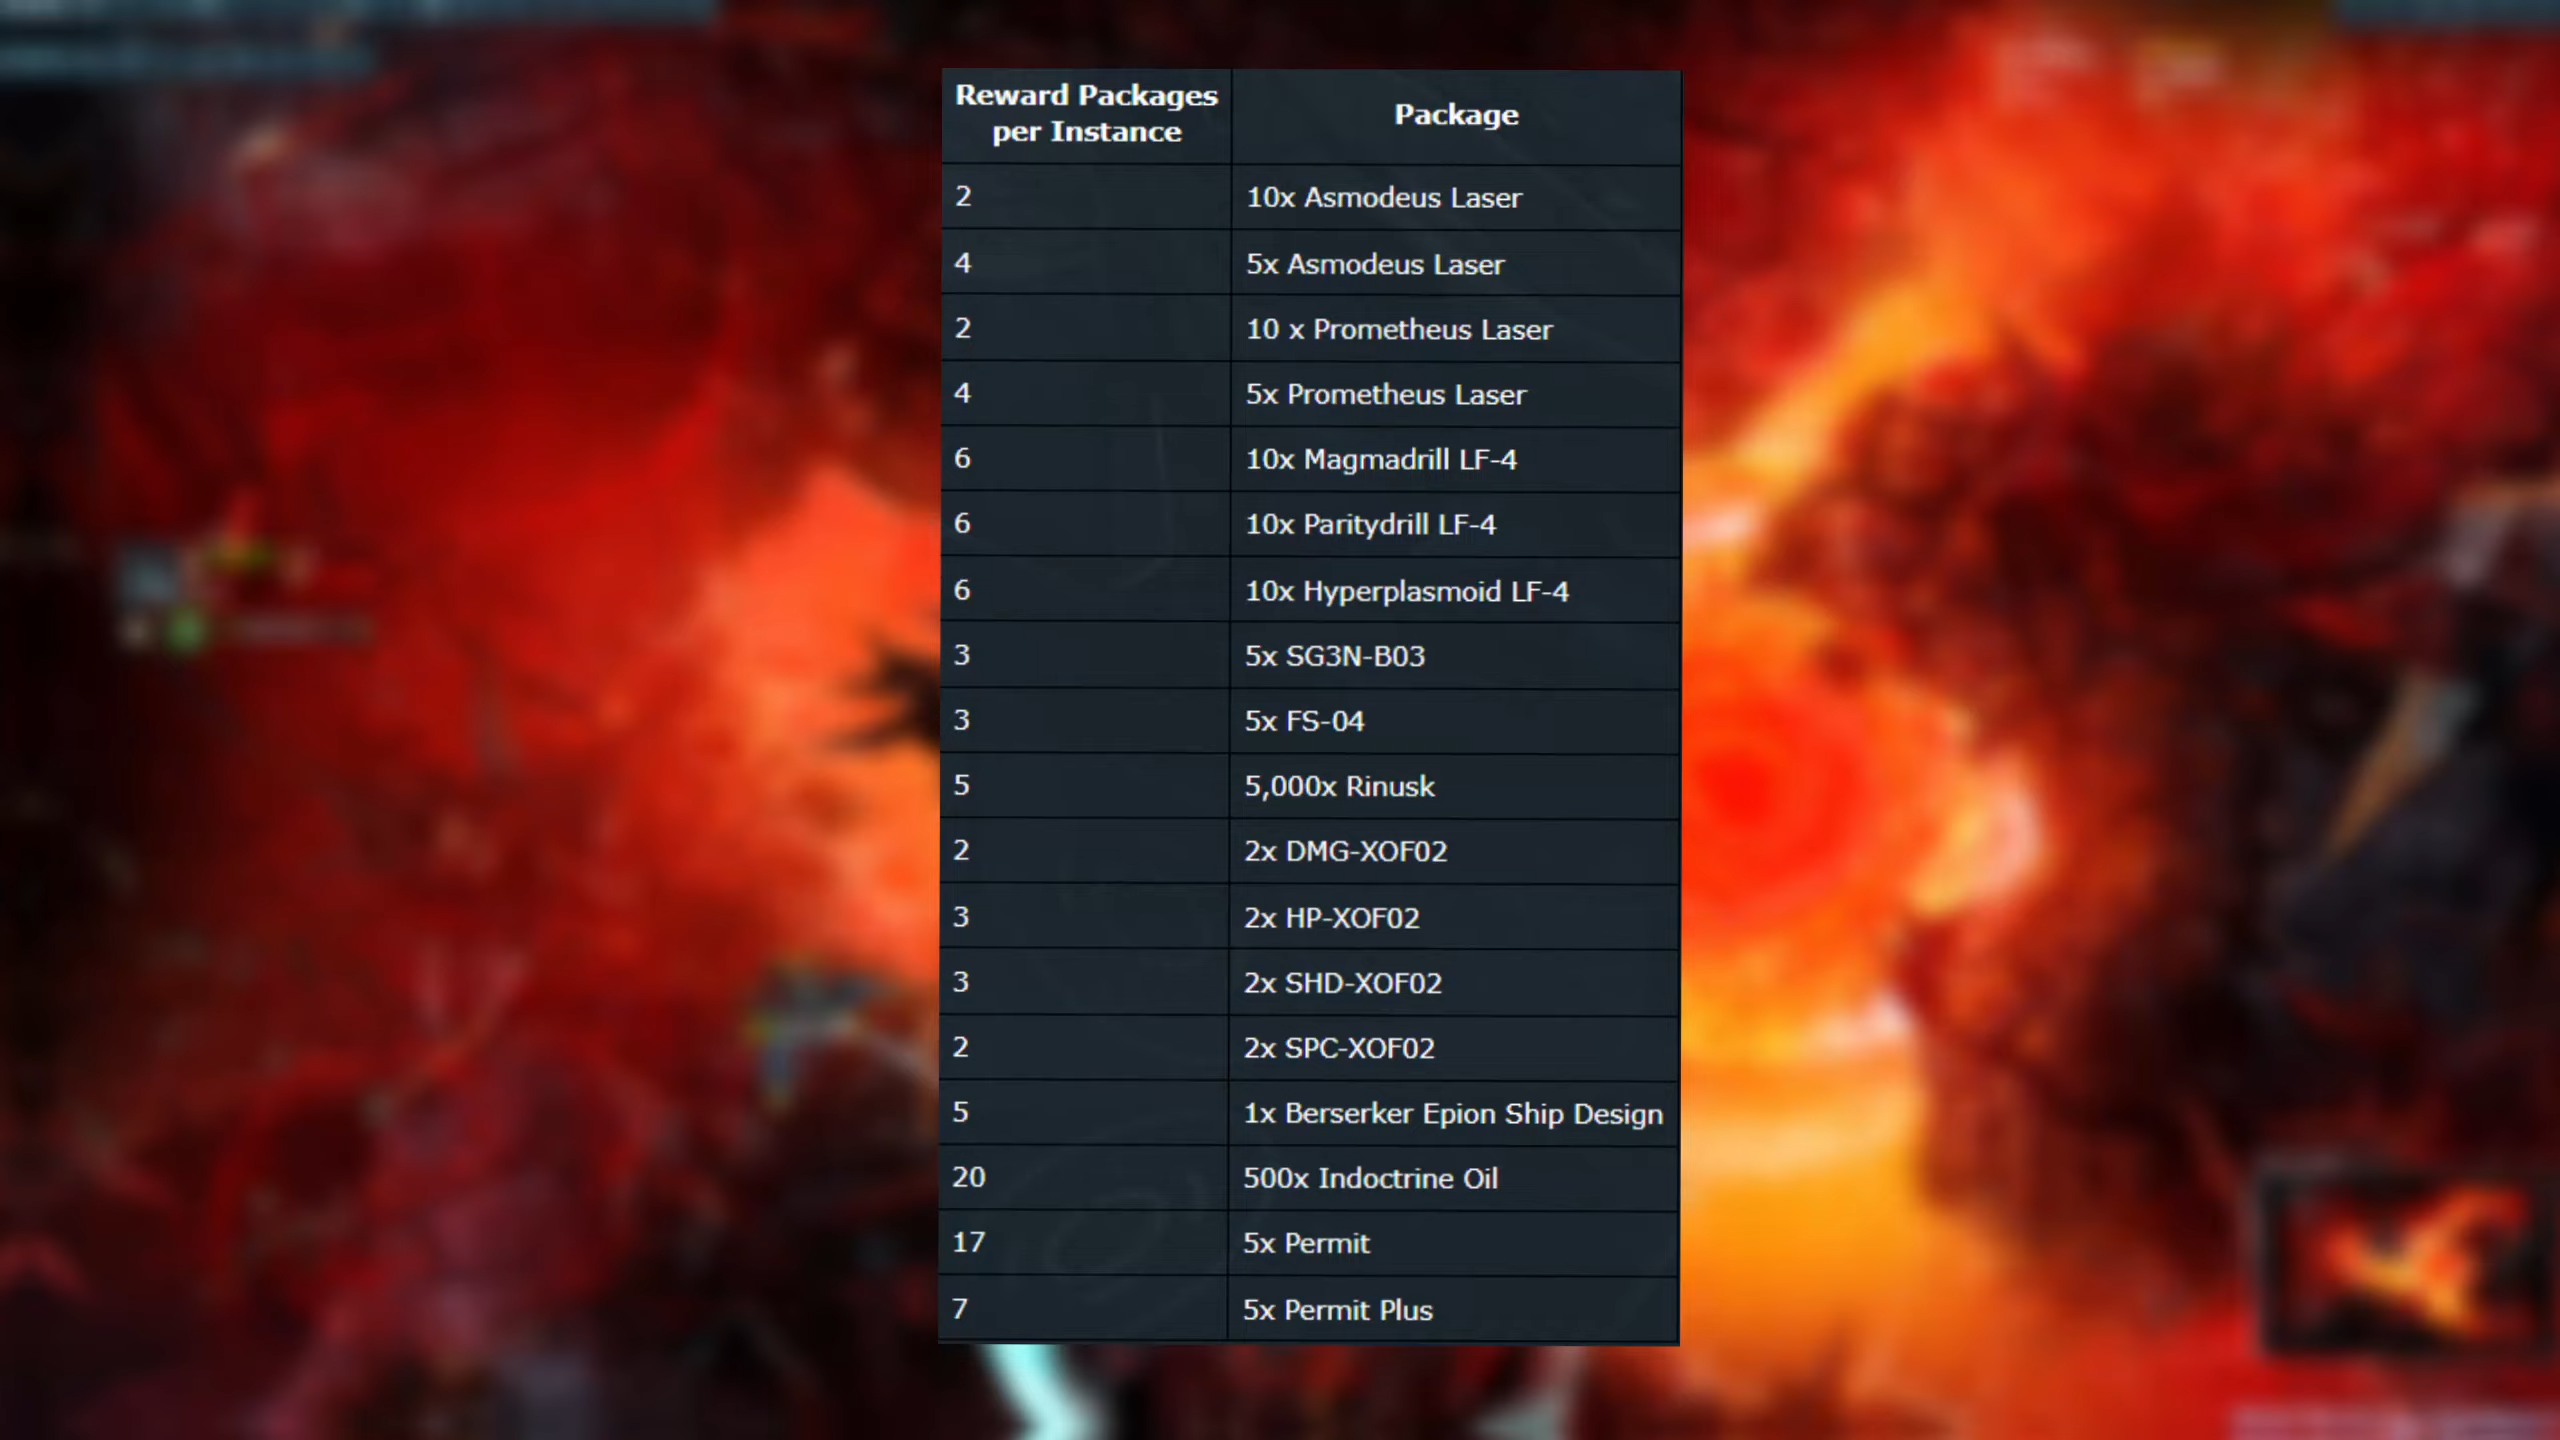 Reward Packages
per Instance
Package
2 10x Asmodeus Laser
4 5x Asmodeus Laser
2 10 x Prometheus Laser
4 5x Prometheus Laser
6 10x Magmadrill LF-4
6 10x Paritydrill LF-4
6 10x Hyperplasmoid LF-4
3 5x SG3N-B03
3 5x FS-04
5 5,000x Rinusk
2 2x DMG-XOF02
3 2x HP-XOF02
3 2x SHD-XOF02
2 2x SPC-XOF02
5 1x Berserker Epion Ship Design
20 500x Indoctrine Oil
17 5x Permit
7 5x Permit Plus